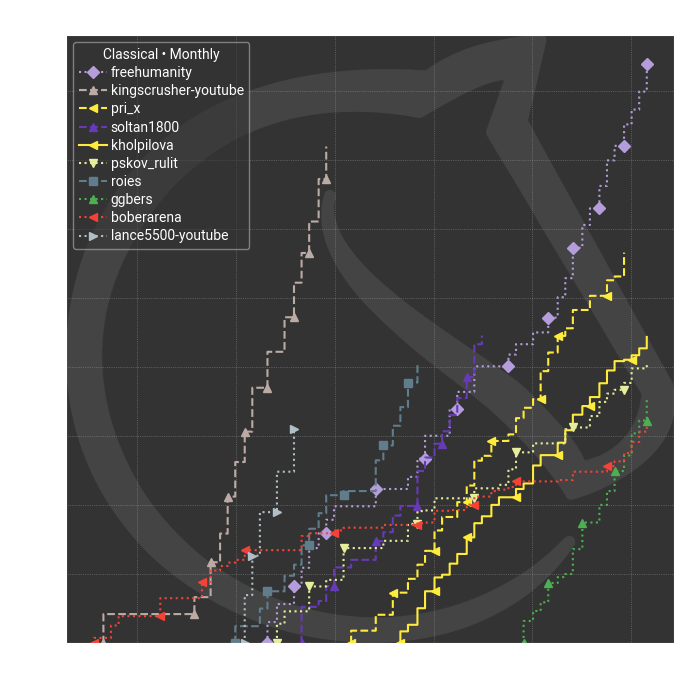 Classical • Monthly
freehumanity
kingscrusher-youtube
pri_x
soltan1800
kholpilova
pskov_rulit
roies
ggbers
boberarena
lance5500-youtube